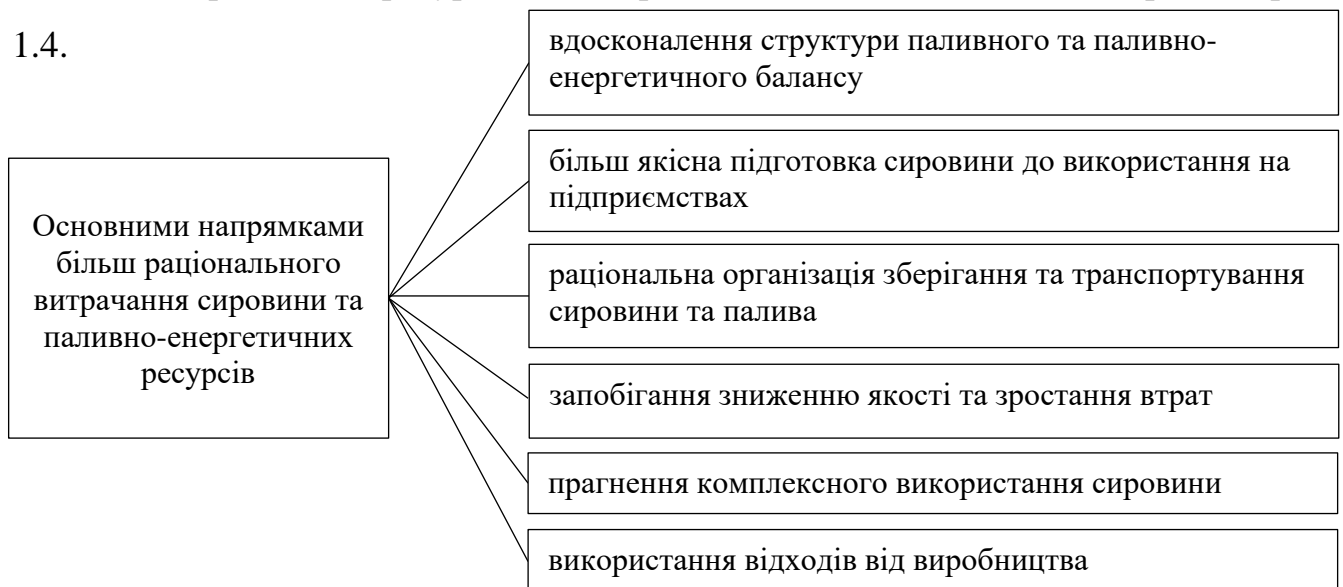 1.4.
вдосконалення структури паливного та паливно-
енергетичного балансу
більш якісна підготовка сировини до використання на
підприємствах
Основними напрямками
більш раціонального
витрачання сировини та
паливно-енергетичних
ресурсів
раціональна організація зберігання та транспортування
сировини та палива
запобігання зниженню якості та зростання втрат
прагнення комплексного використання сировини
використання відходів від виробництва